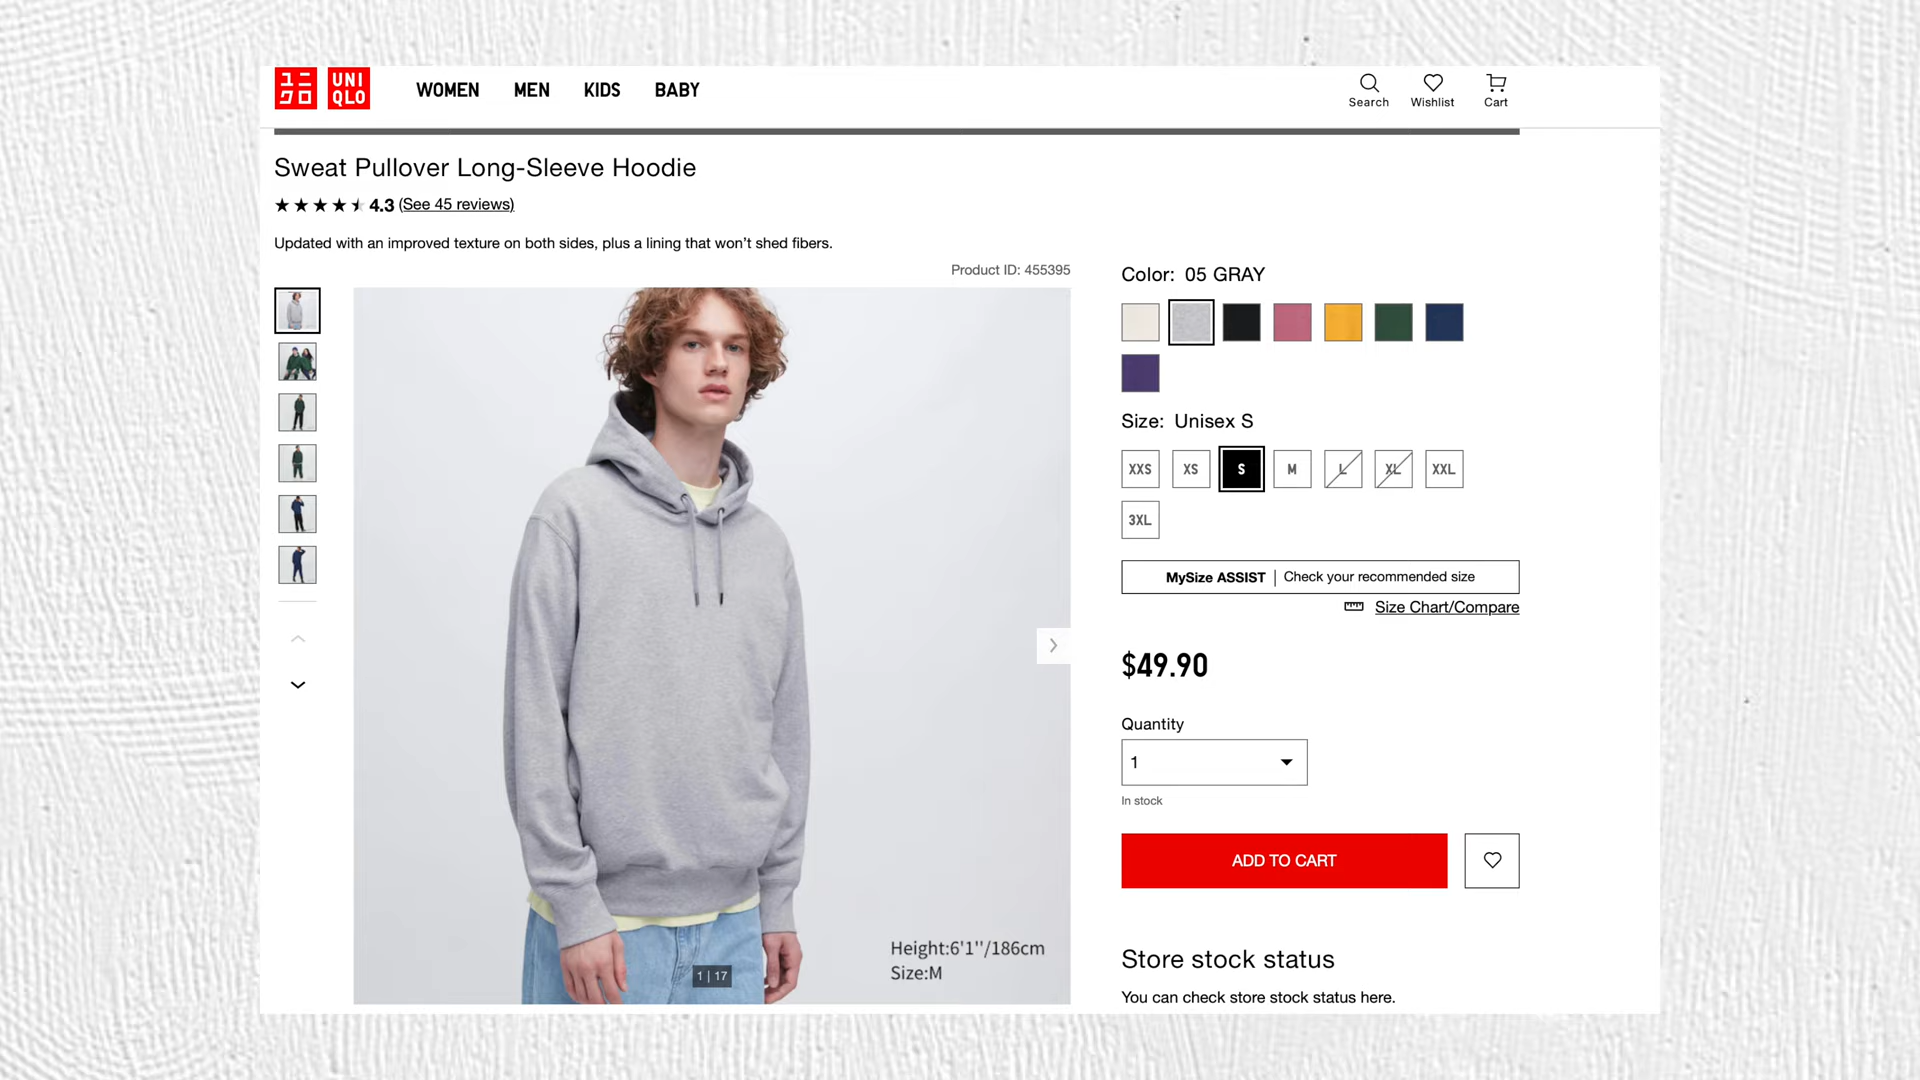 ユニ
クロ
UNI
QLO
WOMEN MEN KIDS BABY
Search Wishlist Cart
Sweat Pullover Long-Sleeve Hoodie
4.3 (See 45 reviews)
Updated with an improved texture on both sides, plus a lining that won’t shed fibers.
Product ID: 455395
Height:6'1''/186cm
Size:M
1 | 17
Color: 05 GRAY
Size: Unisex S
XXS XS S M L XL XXL
3XL
MySize ASSIST | Check your recommended size
Size Chart/Compare
$49.90
Quantity
1
In stock
ADD TO CART
Store stock status
You can check store stock status here.